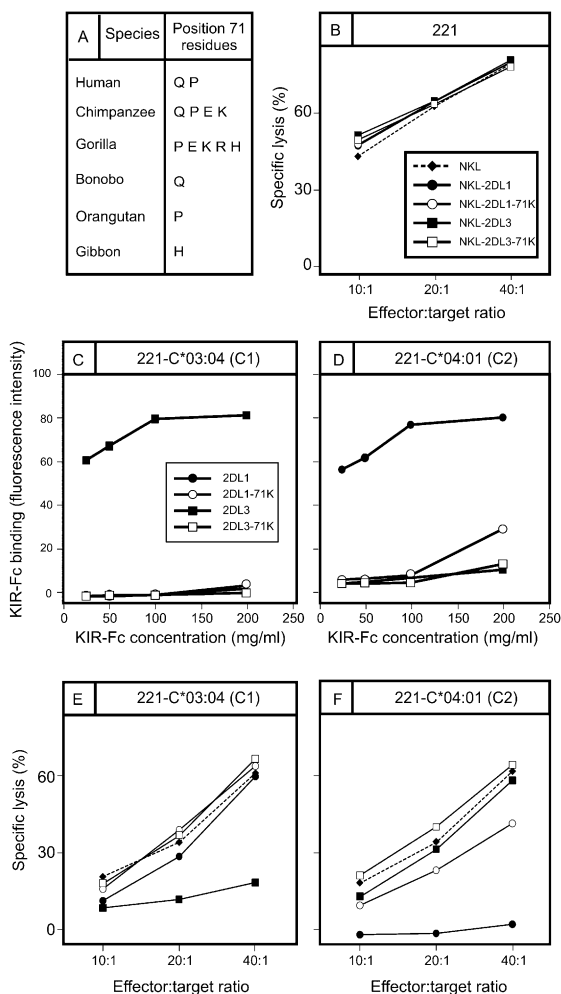 A Species Position 71 residues
Human Q P
Chimpanzee Q P E K
Gorilla P E K R H
Bonobo Q
Orangutan P
Gibbon H
B 221
Specific lysis (%)
60
30
0
NKL
NKL-2DL1
NKL-2DL1-71K
NKL-2DL3
NKL-2DL3-71K
10:1 20:1 40:1
Effector:target ratio
C 221-C*03:04 (C1)
KIR-Fc binding (fluorescence intensity)
100
80
60
40
20
0
2DL1
2DL1-71K
2DL3
2DL3-71K
0 50 100 150 200 250
KIR-Fc concentration (mg/ml)
D 221-C*04:01 (C2)
0 50 100 150 200 250
KIR-Fc concentration (mg/ml)
E 221-C*03:04 (C1)
Specific lysis (%)
60
30
0
10:1 20:1 40:1
Effector:target ratio
F 221-C*04:01 (C2)
10:1 20:1 40:1
Effector:target ratio